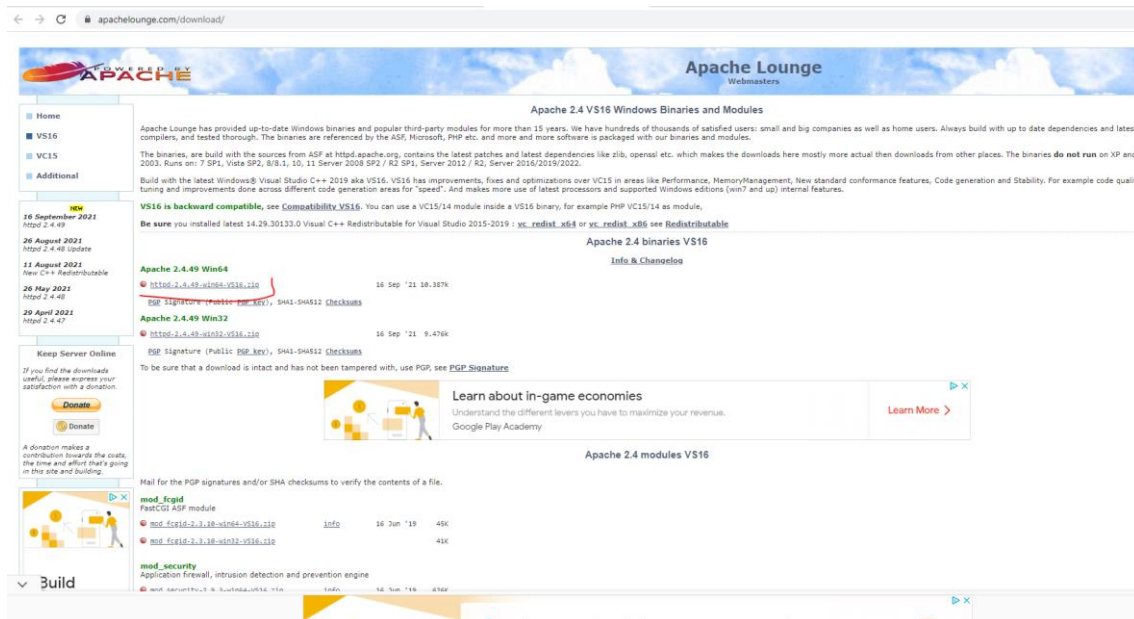 apachelounge.com/download/
POWERED BY
APACHE
Apache Lounge
Webmasters
Home
VS16
VC15
Additional
NEW
16 September 2021
httpd 2.4.49
26 August 2021
httpd 2.4.48 Update
11 August 2021
New C++ Redistributable
26 May 2021
httpd 2.4.48
29 April 2021
httpd 2.4.47
Keep Server Online
If you find the downloads
useful, please express your
satisfaction with a donation.
Donate
Donate
A donation makes a
contribution towards the costs,
the time and effort that's going
in this site and building.
Build
Apache 2.4 VS16 Windows Binaries and Modules
Apache Lounge has provided up-to-date Windows binaries and popular third-party modules for more than 15 years. We have hundreds of thousands of satisfied users: small and big companies as well as home users. Always build with up to date dependencies and lates
compilers, and tested thorough. The binaries are referenced by the ASF, Microsoft, PHP etc. and more and more software is packaged with our binaries and modules.
The binaries, are build with the sources from ASF at httpd.apache.org, contains the latest patches and latest dependencies like zlib, openssl etc. which makes the downloads here mostly more actual then downloads from other places. The binaries do not run on XP and
2003. Runs on: 7 SP1, Vista SP2, 8/8.1, 10, 11 Server 2008 SP2 / R2 SP1, Server 2012 / R2, Server 2016/2019/2022.
Build with the latest Windows® Visual Studio C++ 2019 aka VS16. VS16 has improvements, fixes and optimizations over VC15 in areas like Performance, MemoryManagement, New standard conformance features, Code generation and Stability. For example code quali
tuning and improvements done across different code generation areas for "speed". And makes more use of latest processors and supported Windows editions (win7 and up) internal features.
VS16 is backward compatible, see Compatibility VS16. You can use a VC15/14 module inside a VS16 binary, for example PHP VC15/14 as module,
Be sure you installed latest 14.29.30133.0 Visual C++ Redistributable for Visual Studio 2015-2019 : vc_redist_x64 or vc_redist_x86 see Redistributable
Apache 2.4 binaries VS16
Info & Changelog
Apache 2.4.49 Win64
httpd-2.4.49-win64-VS16.zip 16 Sep '21 10.357k
PGP Signature (Public PGP key), SHA1-SHA512 Checksums
Apache 2.4.49 Win32
httpd-2.4.49-win32-VS16.zip 16 Sep '21 9.476k
PGP Signature (Public PGP key), SHA1-SHA512 Checksums
To be sure that a download is intact and has not been tampered with, use PGP, see PGP Signature
Learn about in-game economies
Understand the different levers you have to maximize your revenue.
Google Play Academy
Learn More
Apache 2.4 modules VS16
Mail for the PGP signatures and/or SHA checksums to verify the contents of a file.
mod_fcgid
FastCGI ASF module
mod_fcgid-2.3.10-win64-VS16.zip info 16 Jun '19 45K
mod_fcgid-2.3.10-win32-VS16.zip 41K
mod_security
Application firewall, intrusion detection and prevention engine
mod_security-2.9.3-win64-VS16.zip info 16 Jun '19